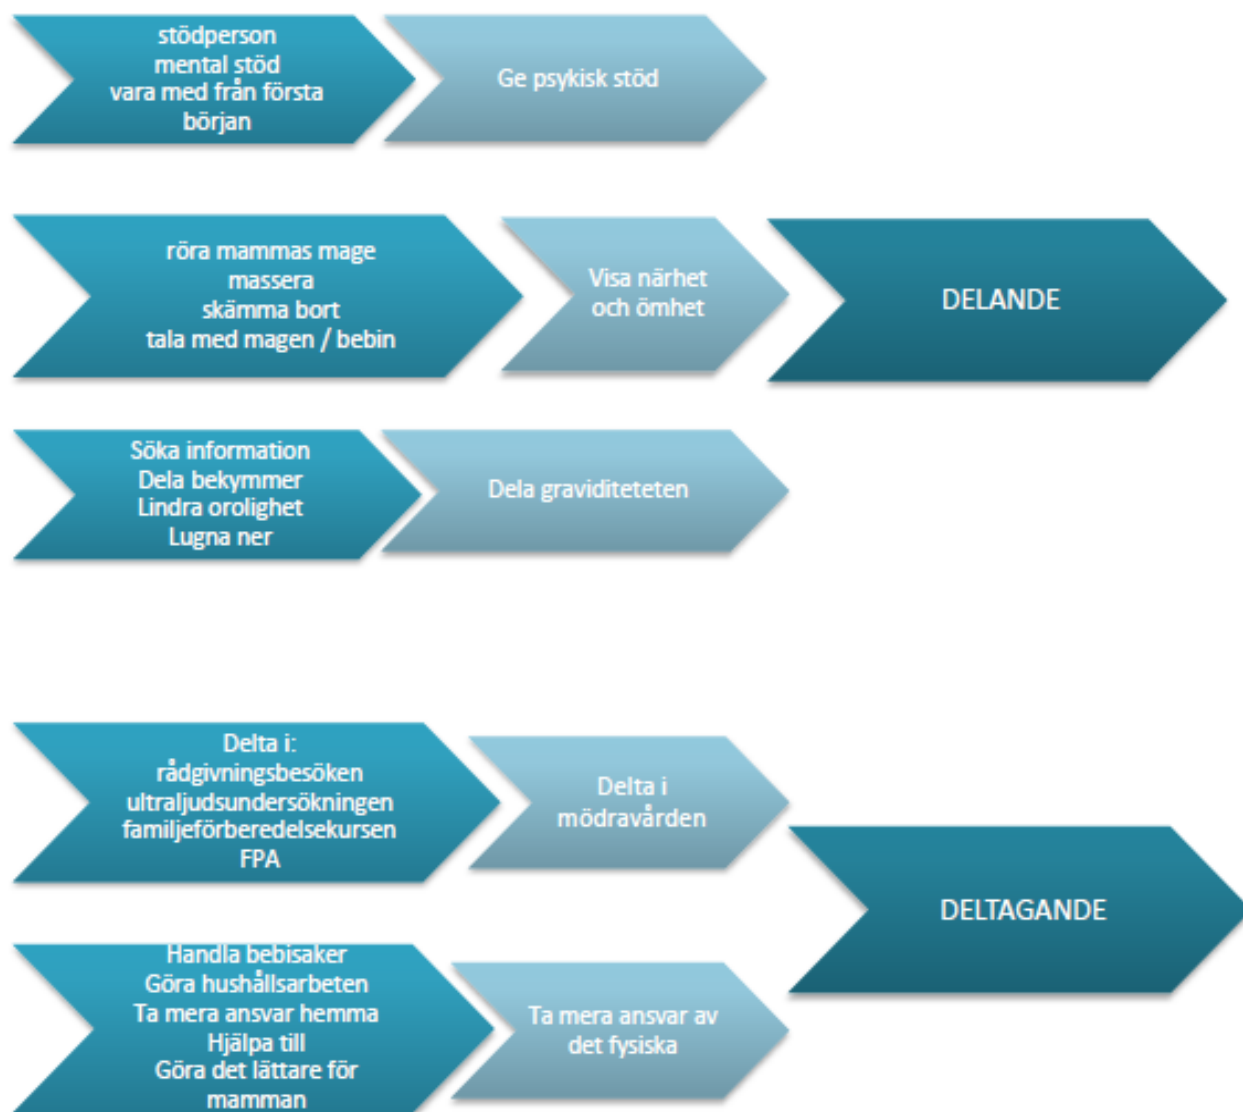 stödperson
mental stöd
vara med från första
början
Ge psykisk stöd
röra mammas mage
massera
skämma bort
tala med magen / bebin
Visa närhet
och ömhet
DELANDE
Söka information
Dela bekymmer
Lindra orolighet
Lugna ner
Dela graviditeteten
Delta i:
rådgivningsbesöken
ultraljudsundersökningen
familjeförberedelsekursen
FPA
Delta i
mödravården
DELTAGANDE
Handla bebisaker
Göra hushållsarbeten
Ta mera ansvar hemma
Hjälpa till
Göra det lättare för
mamman
Ta mera ansvar av
det fysiska